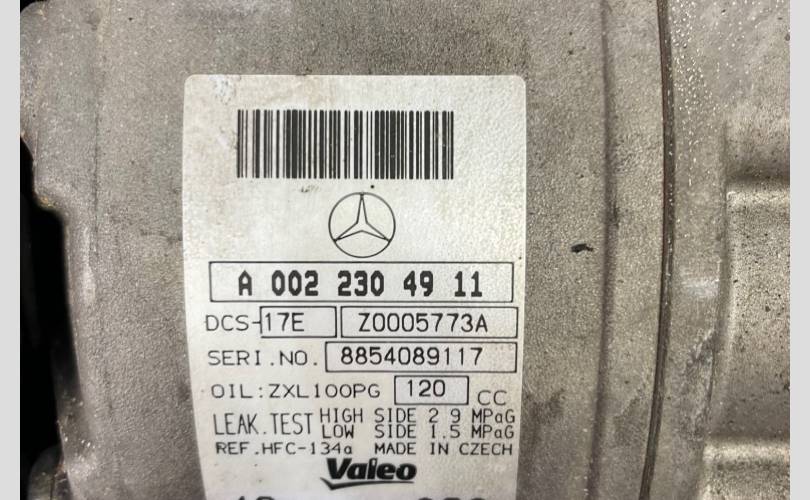 A 002 230 49 11
DCS-17E Z0005773A
SERI.NO. 8854089117
OIL:ZXL100PG 120 CC
LEAK.TEST HIGH SIDE 2.9 MPaG
LOW SIDE 1.5 MPaG
REF.HFC-134a MADE IN CZECH
Valeo